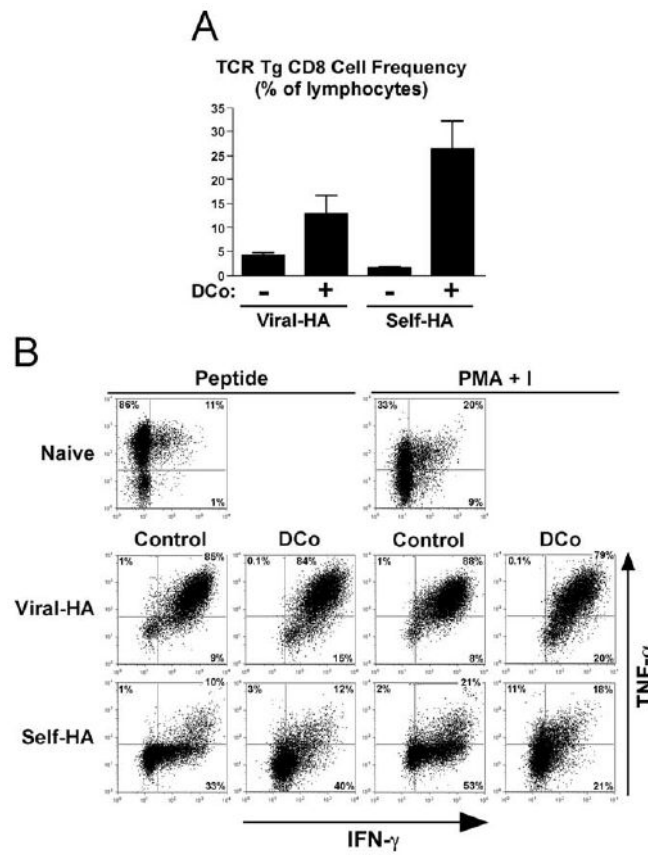 A
TCR Tg CD8 Cell Frequency
(% of lymphocytes)
35
30
25
20
15
10
5
0
DCo: - + - +
Viral-HA Self-HA
B
Peptide PMA + I
Naive
86% 11%
1%
33% 20%
9%
Control DCo Control DCo
Viral-HA
1% 85%
9%
0.1% 84%
15%
1% 88%
8%
0.1% 79%
20%
Self-HA
1% 10%
33%
3% 12%
40%
2% 21%
53%
11% 18%
21%
TNF-α
IFN-γ